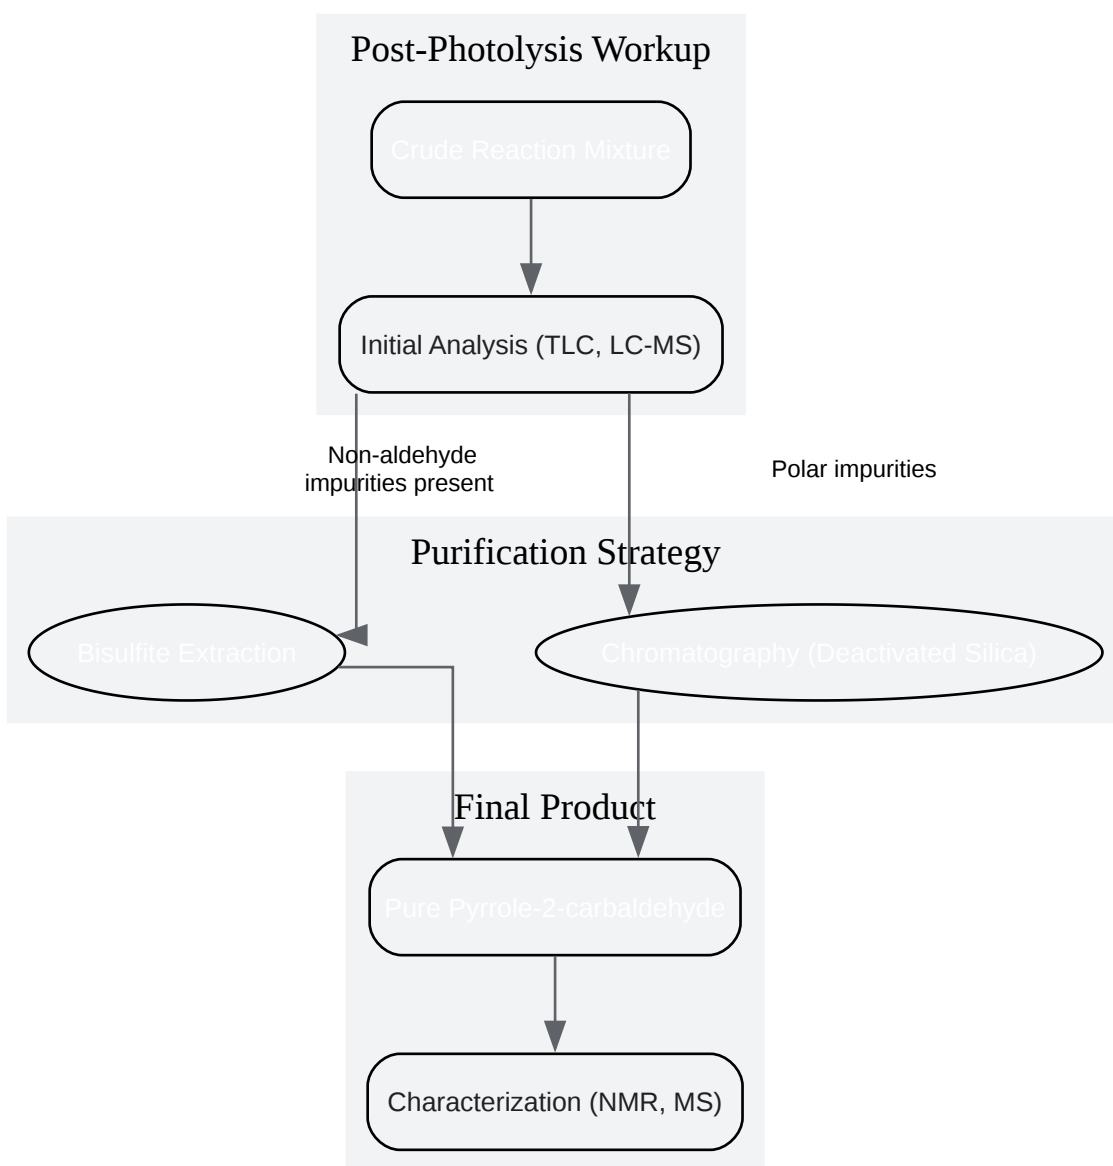 Post-Photolysis Workup
Crude Reaction Mixture
Initial Analysis (TLC, LC-MS)
Non-aldehyde
impurities present
Polar impurities
Purification Strategy
Bisulfite Extraction
Chromatography (Deactivated Silica)
Final Product
Pure Pyrrole-2-carbaldehyde
Characterization (NMR, MS)